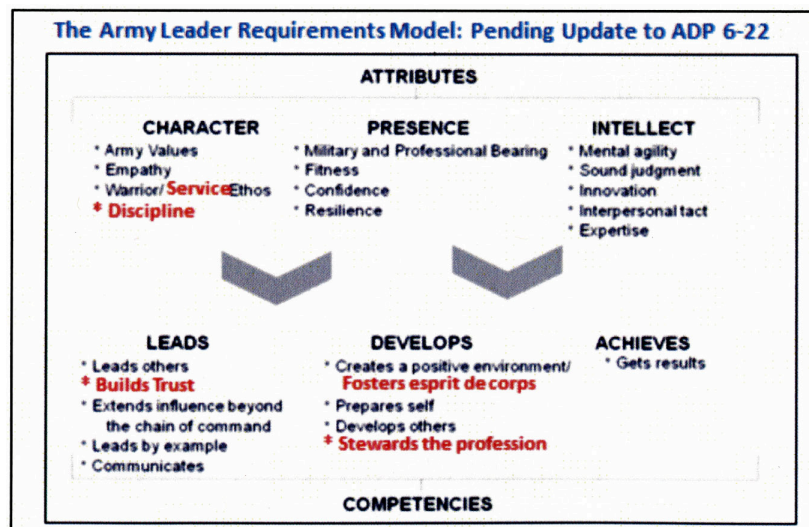 The Army Leader Requirements Model: Pending Update to ADP 6-22
ATTRIBUTES
CHARACTER
* Army Values
* Empathy
* Warrior/ServiceEthos
* Discipline
PRESENCE
* Military and Professional Bearing
* Fitness
* Confidence
* Resilience
INTELLECT
* Mental agility
* Sound judgment
* Innovation
* Interpersonal tact
* Expertise
LEADS
* Leads others
* Builds Trust
* Extends influence beyond
the chain of command
* Leads by example
* Communicates
DEVELOPS
* Creates a positive environment/
Fosters esprit de corps
* Prepares self
* Develops others
* Stewards the profession
ACHIEVES
* Gets results
COMPETENCIES